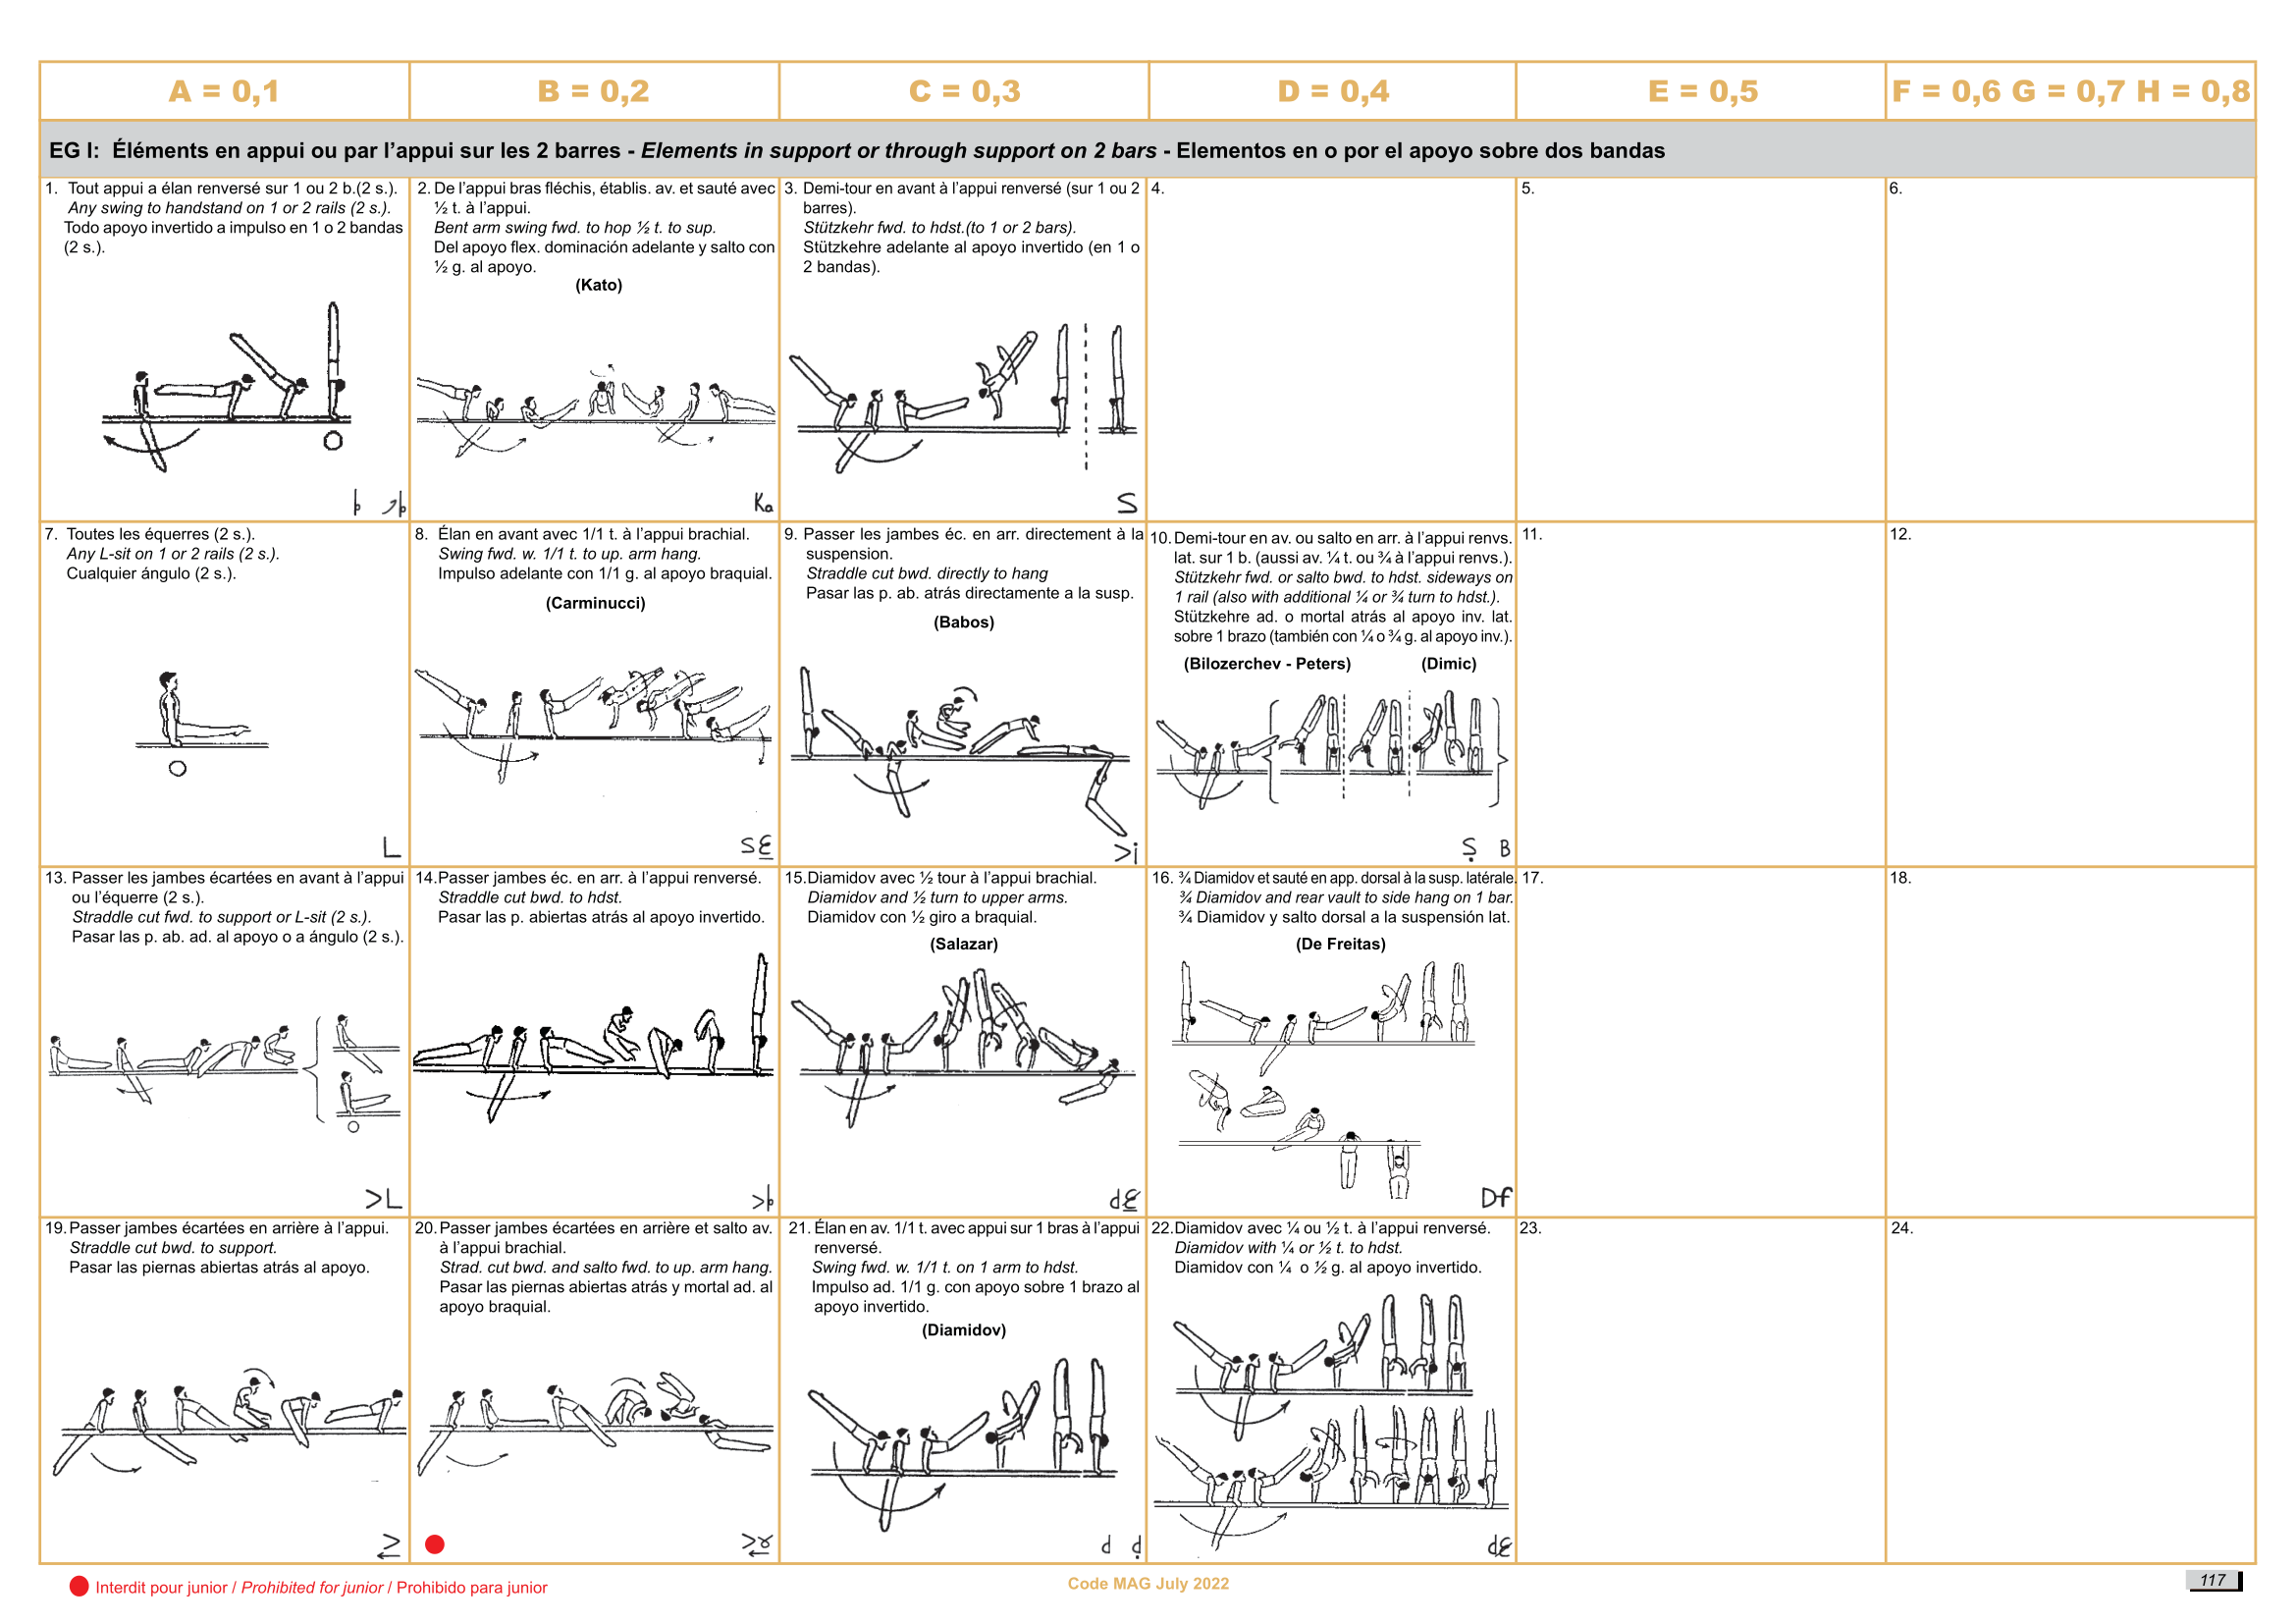 A = 0,1
B = 0,2
C = 0,3
D = 0,4
E = 0,5
F = 0,6 G = 0,7 H = 0,8
EG I: Éléments en appui ou par l'appui sur les 2 barres - Elements in support or through support on 2 bars - Elementos en o por el apoyo sobre dos bandas
1. Tout appui a élan renversé sur 1 ou 2 b.(2 s.).
Any swing to handstand on 1 or 2 rails (2 s.).
Todo apoyo invertido a impulso en 1 o 2 bandas
(2 s.).
2. De l'appui bras fléchis, établis. av. et sauté avec
½ t. à l'appui.
Bent arm swing fwd. to hop ½ t. to sup.
Del apoyo flex. dominación adelante y salto con
½ g. al apoyo.
(Kato)
Ka
3. Demi-tour en avant à l'appui renversé (sur 1 ou 2
barres).
Stützkehr fwd. to hdst.(to 1 or 2 bars).
Stützkehre adelante al apoyo invertido (en 1 o
2 bandas).
S
4.
5.
6.
7. Toutes les équerres (2 s.).
Any L-sit on 1 or 2 rails (2 s.).
Cualquier ángulo (2 s.).
L
8. Élan en avant avec 1/1 t. à l'appui brachial.
Swing fwd. w. 1/1 t. to up. arm hang.
Impulso adelante con 1/1 g. al apoyo braquial.
(Carminucci)
9. Passer les jambes éc. en arr. directement à la
suspension.
Straddle cut bwd. directly to hang
Pasar las p. ab. atrás directamente a la susp.
(Babos)
10. Demi-tour en av. ou salto en arr. à l'appui renvs.
lat. sur 1 b. (aussi av. ¼ t. ou ¾ à l'appui renvs.).
Stützkehr fwd. or salto bwd. to hdst. sideways on
1 rail (also with additional ¼ or ¾ turn to hdst.).
Stützkehre ad. o mortal atrás al apoyo inv. lat.
sobre 1 brazo (también con ¼ o ¾ g. al apoyo inv.).
(Bilozerchev - Peters) (Dimic)
Ṣ B
11.
12.
13. Passer les jambes écartées en avant à l'appui
ou l'équerre (2 s.).
Straddle cut fwd. to support or L-sit (2 s.).
Pasar las p. ab. ad. al apoyo o a ángulo (2 s.).
>L
14. Passer jambes éc. en arr. à l'appui renversé.
Straddle cut bwd. to hdst.
Pasar las p. abiertas atrás al apoyo invertido.
15. Diamidov avec ½ tour à l'appui brachial.
Diamidov and ½ turn to upper arms.
Diamidov con ½ giro a braquial.
(Salazar)
16. ¾ Diamidov et sauté en app. dorsal à la susp. latérale.
¾ Diamidov and rear vault to side hang on 1 bar.
¾ Diamidov y salto dorsal a la suspensión lat.
(De Freitas)
Df
17.
18.
19. Passer jambes écartées en arrière à l'appui.
Straddle cut bwd. to support.
Pasar las piernas abiertas atrás al apoyo.
20. Passer jambes écartées en arrière et salto av.
à l'appui brachial.
Strad. cut bwd. and salto fwd. to up. arm hang.
Pasar las piernas abiertas atrás y mortal ad. al
apoyo braquial.
21. Élan en av. 1/1 t. avec appui sur 1 bras à l'appui
renversé.
Swing fwd. w. 1/1 t. on 1 arm to hdst.
Impulso ad. 1/1 g. con apoyo sobre 1 brazo al
apoyo invertido.
(Diamidov)
d ḍ
22. Diamidov avec ¼ ou ½ t. à l'appui renversé.
Diamidov with ¼ or ½ t. to hdst.
Diamidov con ¼ o ½ g. al apoyo invertido.
23.
24.
Interdit pour junior / Prohibited for junior / Prohibido para junior
Code MAG July 2022
117